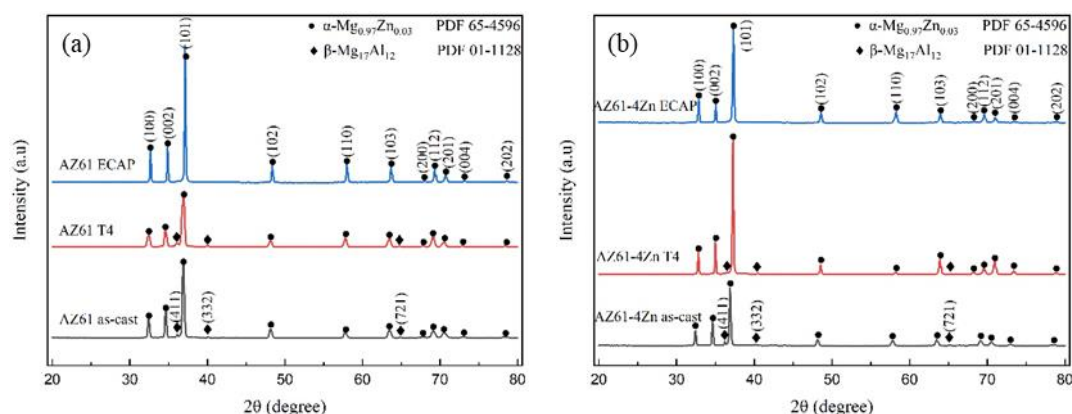 (a)
α-Mg0.97Zn0.03 PDF 65-4596
β-Mg17Al12 PDF 01-1128
(101)
(100)
(002)
(102)
(110)
(103)
(200)
(112)
(201)
(004)
(202)
AZ61 ECAP
AZ61 T4
AZ61 as-cast
(411)
(332)
(721)
Intensity (a.u)
20 30 40 50 60 70 80
2θ (degree)
(b)
α-Mg0.97Zn0.03 PDF 65-4596
β-Mg17Al12 PDF 01-1128
(101)
(100)
(002)
(102)
(110)
(103)
(200)
(112)
(201)
(004)
(202)
AZ61-4Zn ECAP
AZ61-4Zn T4
AZ61-4Zn as-cast
(411)
(332)
(721)
Intensity (a.u)
20 30 40 50 60 70 80
2θ (degree)